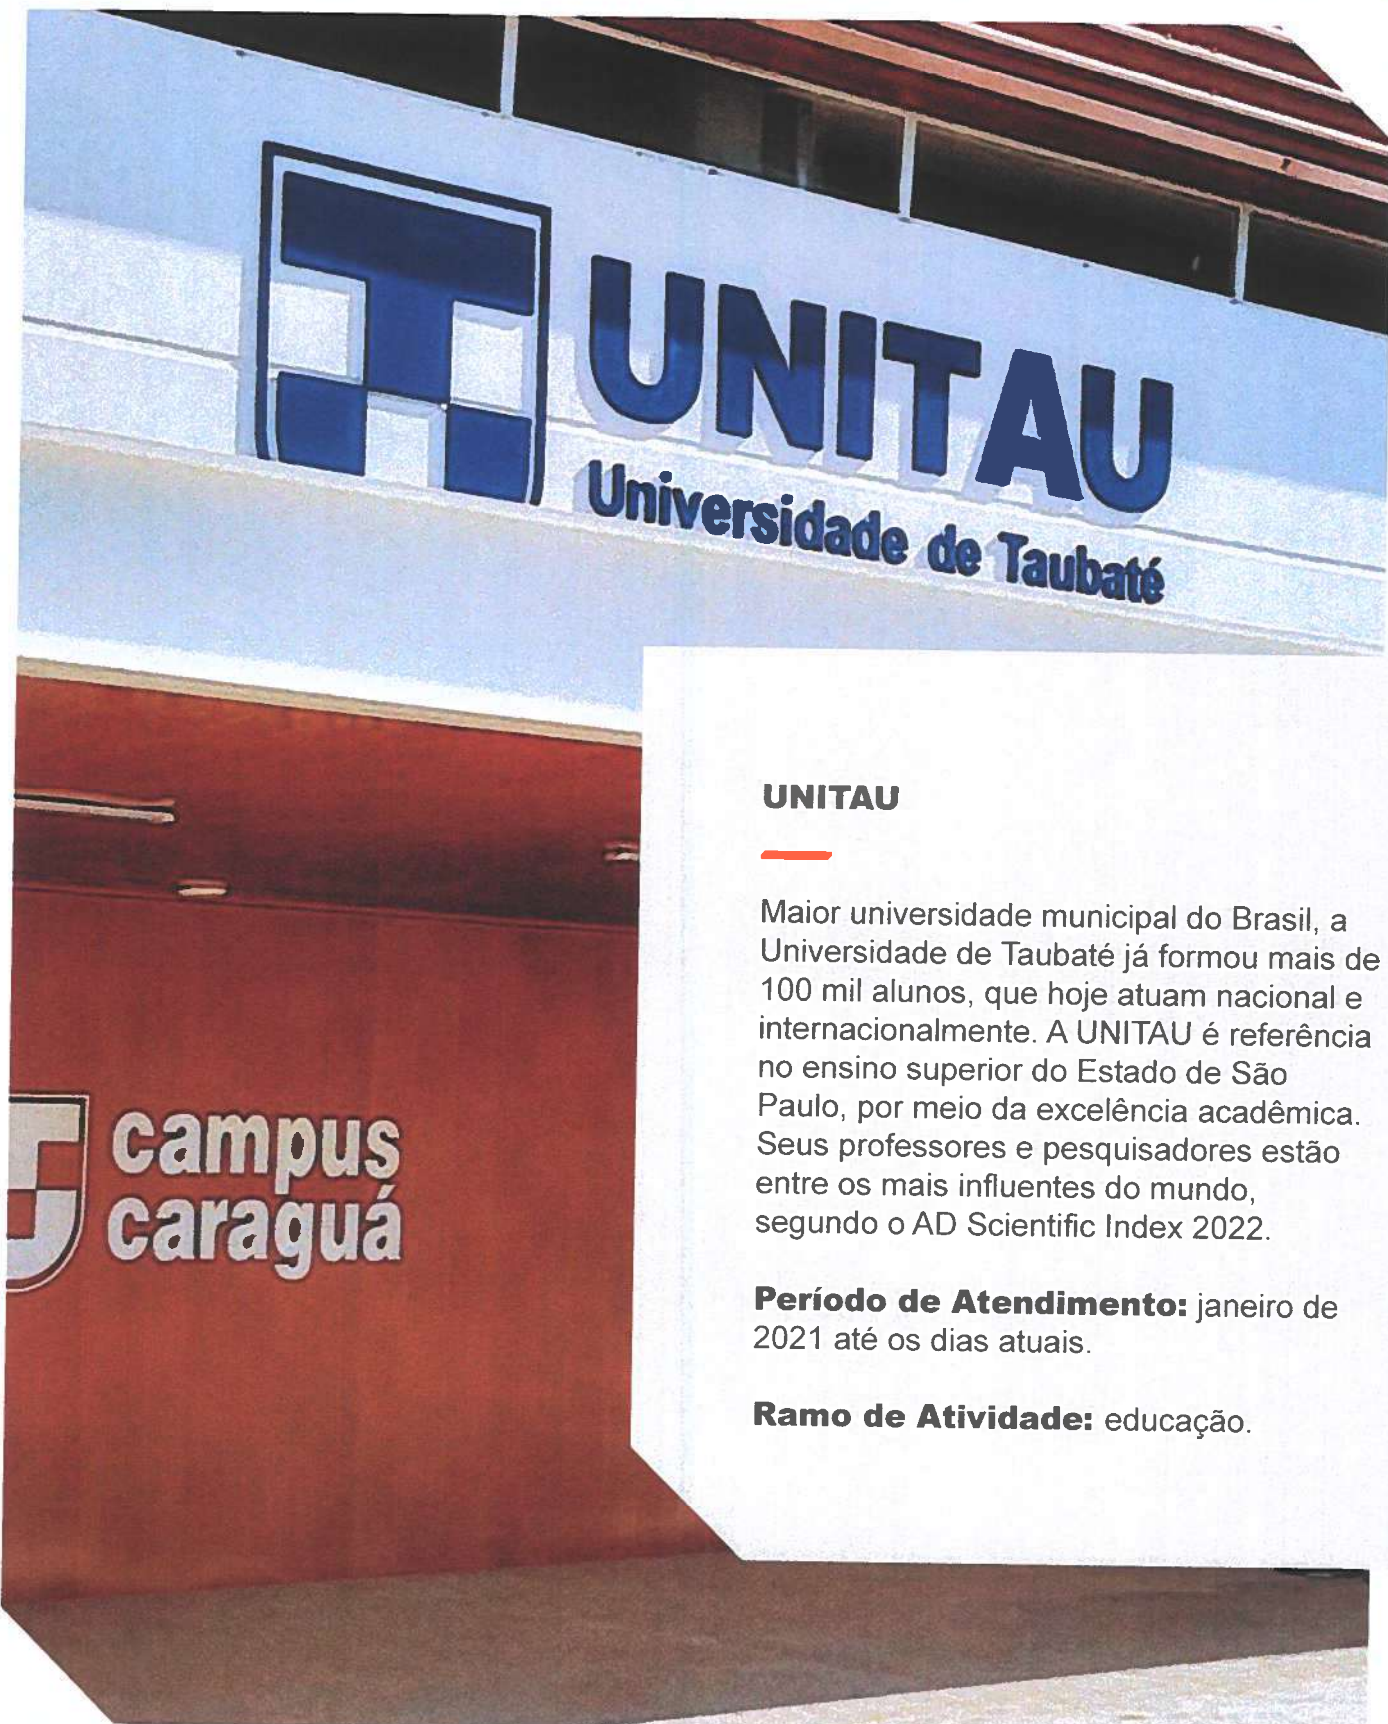 UNITAU
Universidade de Taubaté
campus
caraguá
UNITAU
Maior universidade municipal do Brasil, a
Universidade de Taubaté já formou mais de
100 mil alunos, que hoje atuam nacional e
internacionalmente. A UNITAU é referência
no ensino superior do Estado de São
Paulo, por meio da excelência acadêmica.
Seus professores e pesquisadores estão
entre os mais influentes do mundo,
segundo o AD Scientific Index 2022.
Período de Atendimento: janeiro de
2021 até os dias atuais.
Ramo de Atividade: educação.